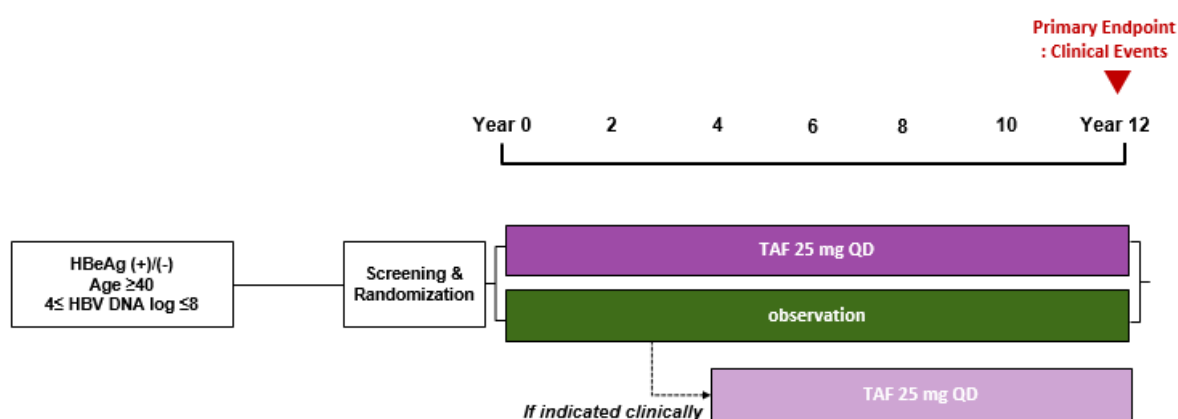 Primary Endpoint
: Clinical Events
Year 0 2 4 6 8 10 Year 12
HBeAg (+)/(-)
Age ≥40
4≤ HBV DNA log ≤8
Screening &
Randomization
TAF 25 mg QD
observation
TAF 25 mg QD
If indicated clinically